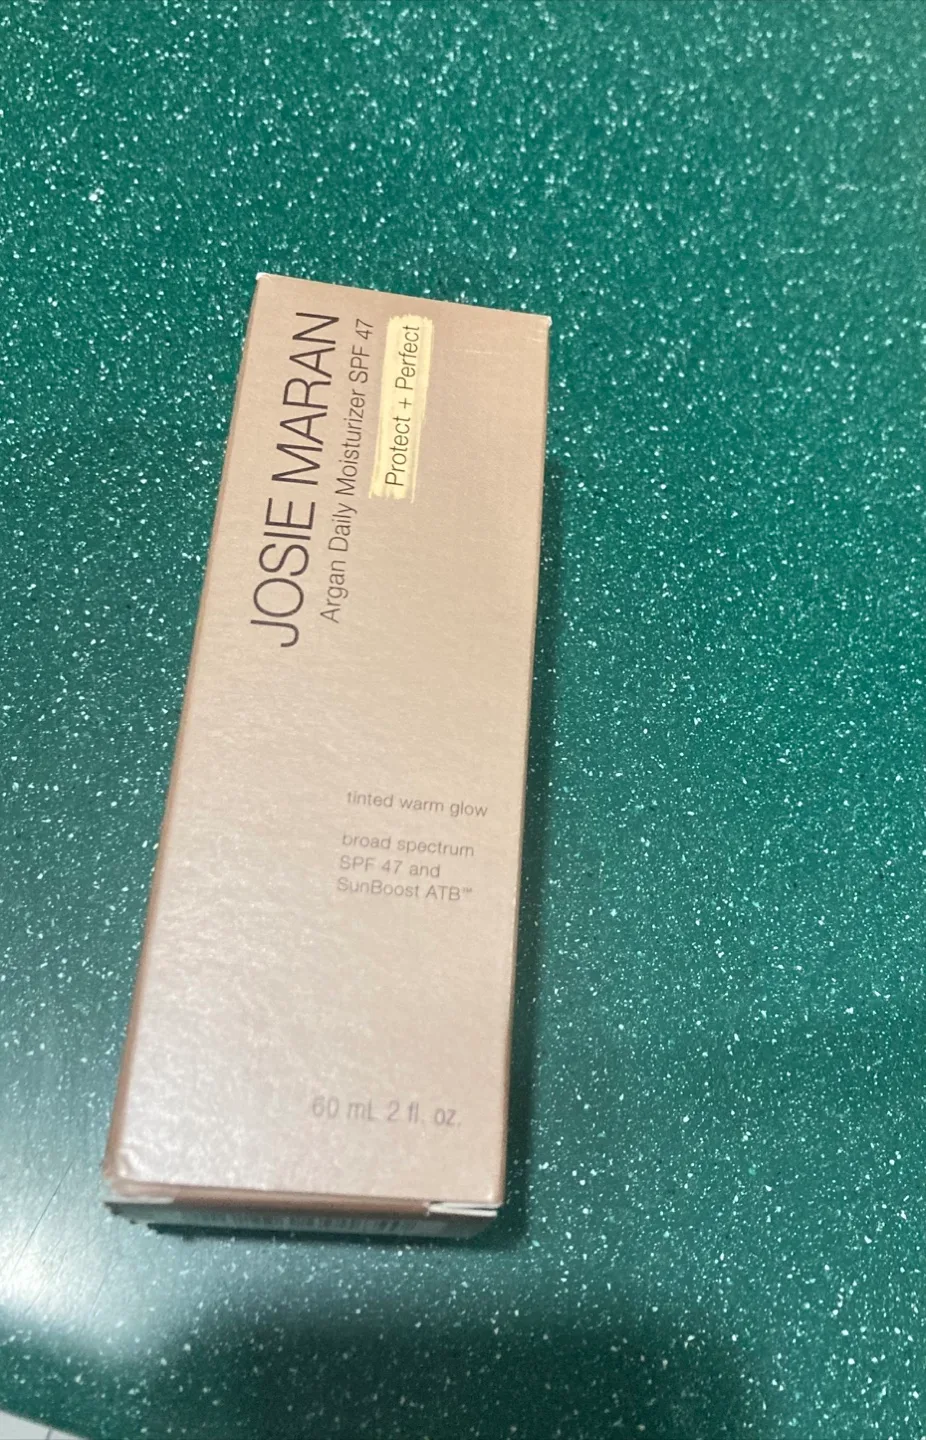 JOSIE MARAN
Argan Daily Moisturizer SPF 47
Protect + Perfect
tinted warm glow
broad spectrum
SPF 47 and
SunBoost ATB™
60 mL 2 fl. oz.